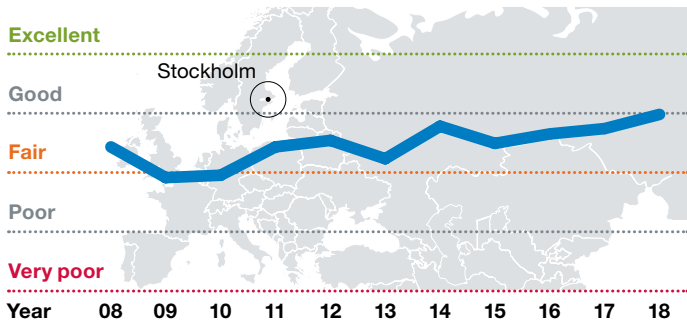 Excellent
Stockholm
Good
Fair
Poor
Very poor
Year 08 09 10 11 12 13 14 15 16 17 18